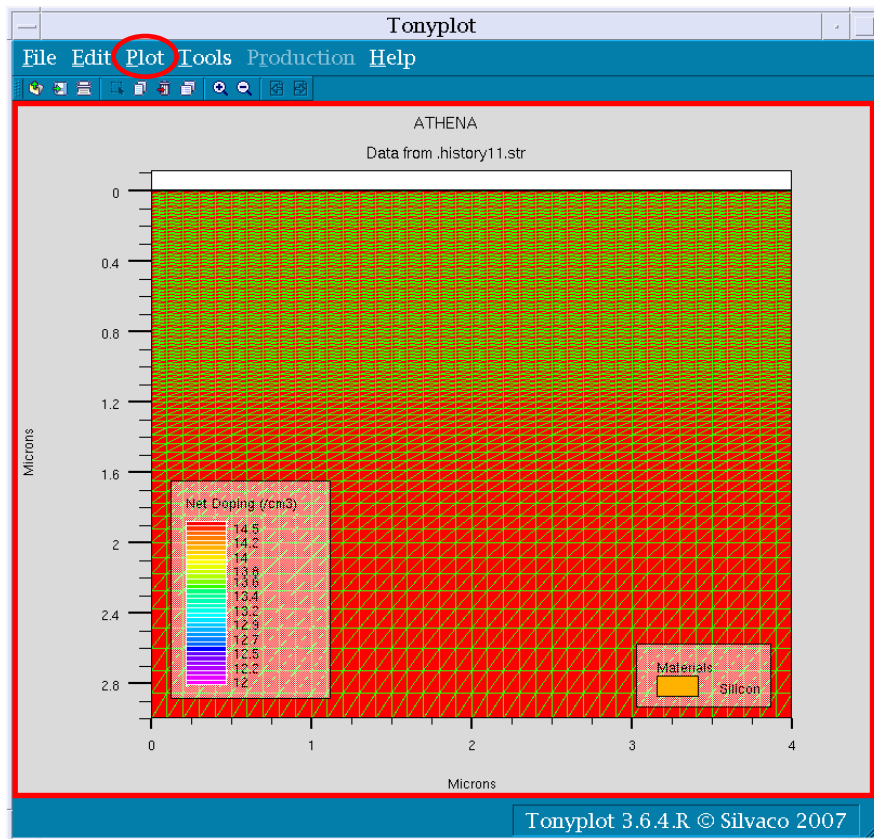 Tonyplot
File Edit Plot Tools Production Help
ATHENA
Data from .history11.str
Microns
0
0.4
0.8
1.2
1.6
2
2.4
2.8
Net Doping (/cm3)
14.5
14.2
14
13.8
13.6
13.4
13.2
12.9
12.7
12.5
12.2
12
Materials
Silicon
0 1 2 3 4
Microns
Tonyplot 3.6.4.R © Silvaco 2007